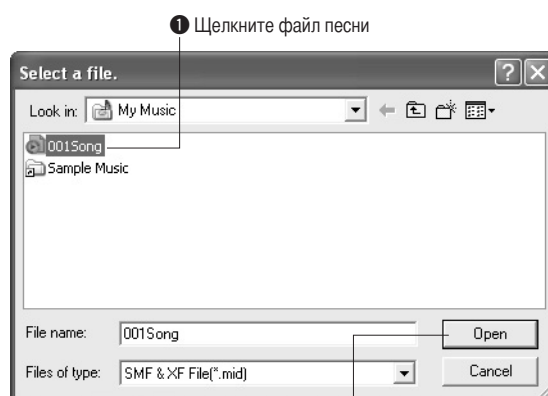 ❶ Щелкните файл песни
Select a file.
Look in: My Music
001Song
Sample Music
File name: 001Song Open
Files of type: SMF & XF File(*.mid) Cancel